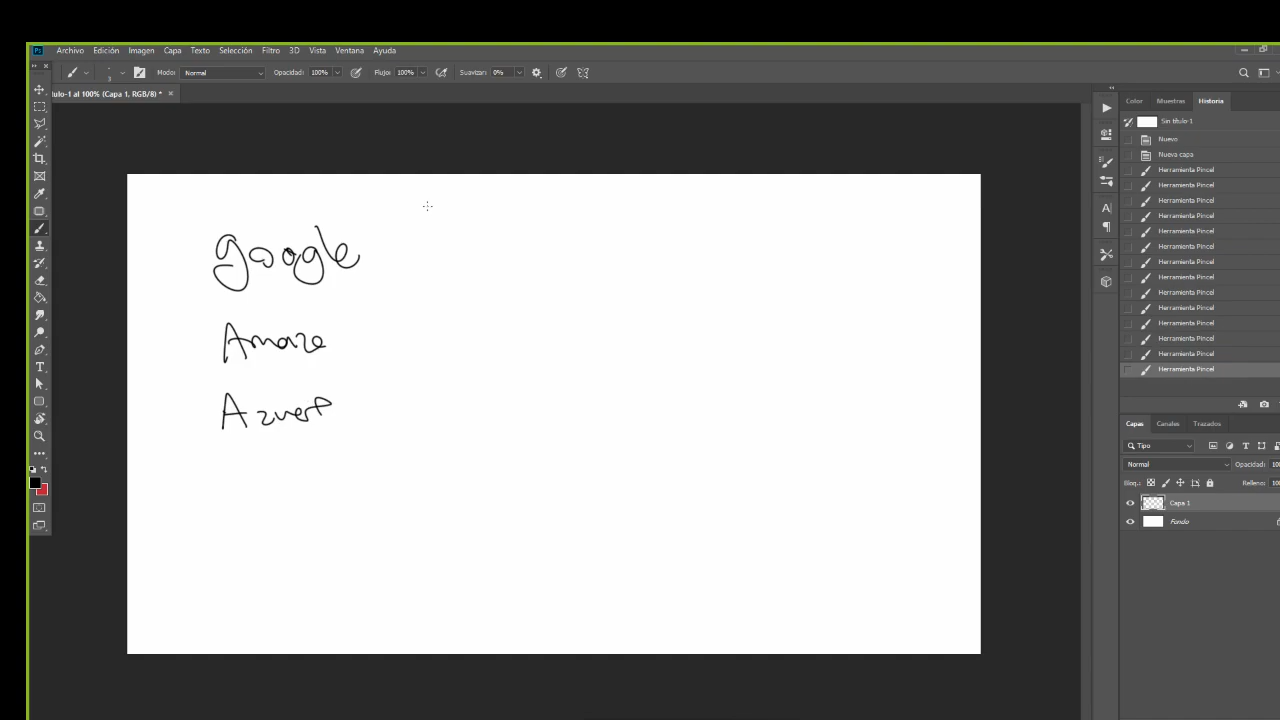 Archivo Edición Imagen Capa Texto Selección Filtro 3D Vista Ventana Ayuda
Modo: Normal Opacidad: 100% Flujo: 100% Suavizar: 0%
ulo-1 al 100% (Capa 1, RGB/8) *
Color Muestras Historia
Sin título-1
Nuevo
Nueva capa
Herramienta Pincel
Herramienta Pincel
Herramienta Pincel
Herramienta Pincel
Herramienta Pincel
Herramienta Pincel
Herramienta Pincel
Herramienta Pincel
Herramienta Pincel
Herramienta Pincel
Herramienta Pincel
Herramienta Pincel
Herramienta Pincel
Herramienta Pincel
google
Amaze
Capas Canales Trazados
Tipo
Normal Opacidad: 100
Bloq.: Relleno: 100
Capa 1
Fondo